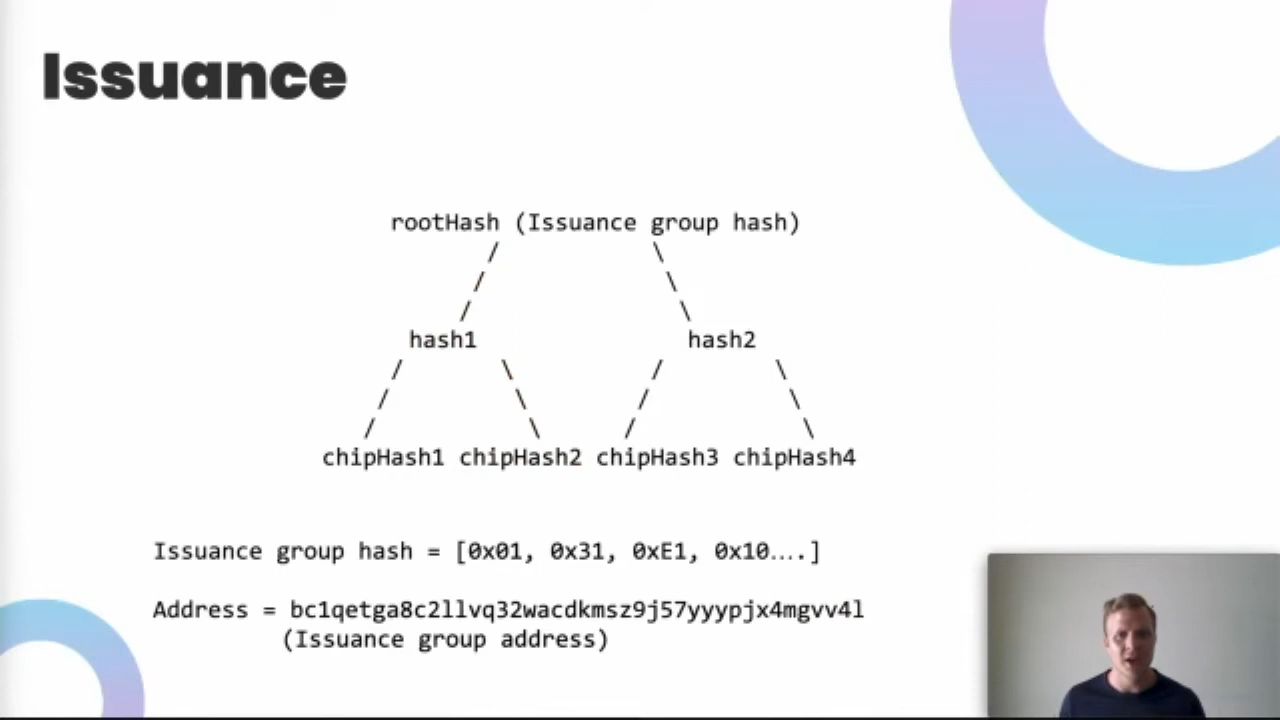 Issuance
rootHash (Issuance group hash)
hash1 hash2
chipHash1 chipHash2 chipHash3 chipHash4
Issuance group hash = [0x01, 0x31, 0xE1, 0x10....]
Address = bc1qetga8c2llvq32wacdkmsz9j57yyypjx4mgvv4l
(Issuance group address)